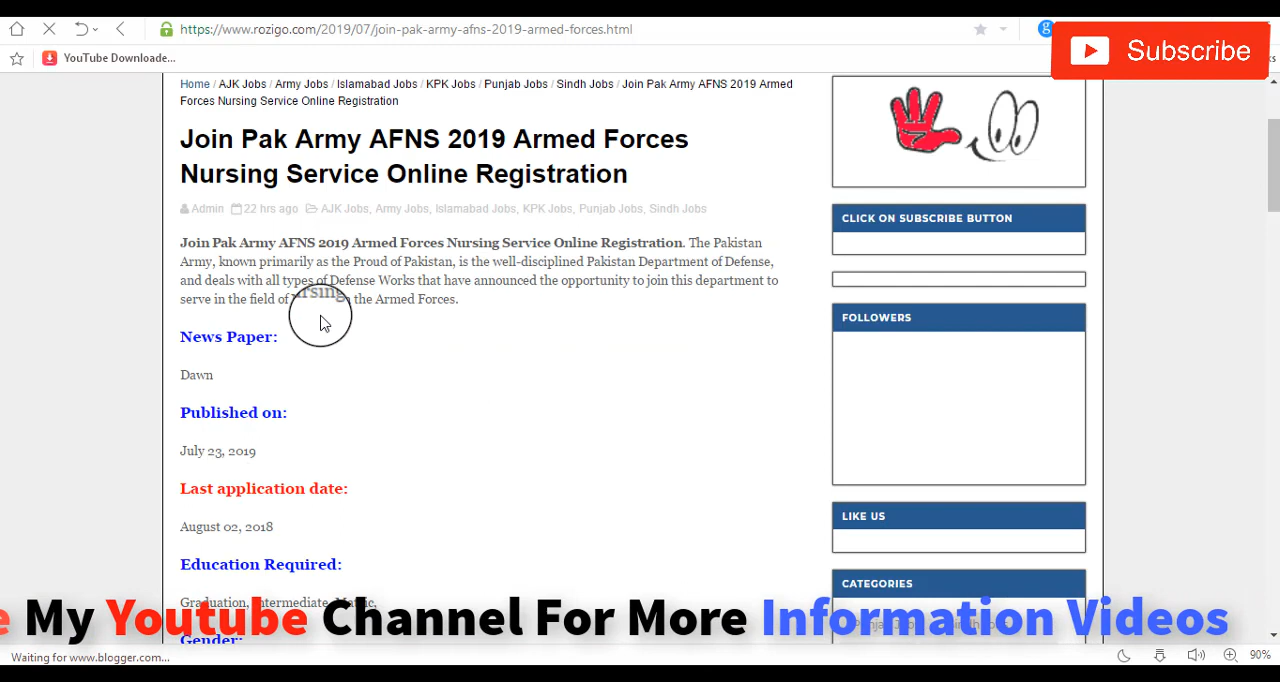 https://www.rozigo.com/2019/07/join-pak-army-afns-2019-armed-forces.html
Subscribe
YouTube Downloade...
Home / AJK Jobs / Army Jobs / Islamabad Jobs / KPK Jobs / Punjab Jobs / Sindh Jobs / Join Pak Army AFNS 2019 Armed
Forces Nursing Service Online Registration
Join Pak Army AFNS 2019 Armed Forces
Nursing Service Online Registration
Admin 22 hrs ago AJK Jobs, Army Jobs, Islamabad Jobs, KPK Jobs, Punjab Jobs, Sindh Jobs
Join Pak Army AFNS 2019 Armed Forces Nursing Service Online Registration. The Pakistan
Army, known primarily as the Proud of Pakistan, is the well-disciplined Pakistan Department of Defense,
and deals with all types of Defense Works that have announced the opportunity to join this department to
serve in the field of the Armed Forces.
News Paper:
Dawn
Published on:
July 23, 2019
Last application date:
August 02, 2018
Education Required:
Graduation, Intermediate, Matric,
Gender:
CLICK ON SUBSCRIBE BUTTON
FOLLOWERS
LIKE US
CATEGORIES
Punjab Jobs Sindh Jobs
My Youtube Channel For More Information Videos
Waiting for www.blogger.com...
90%